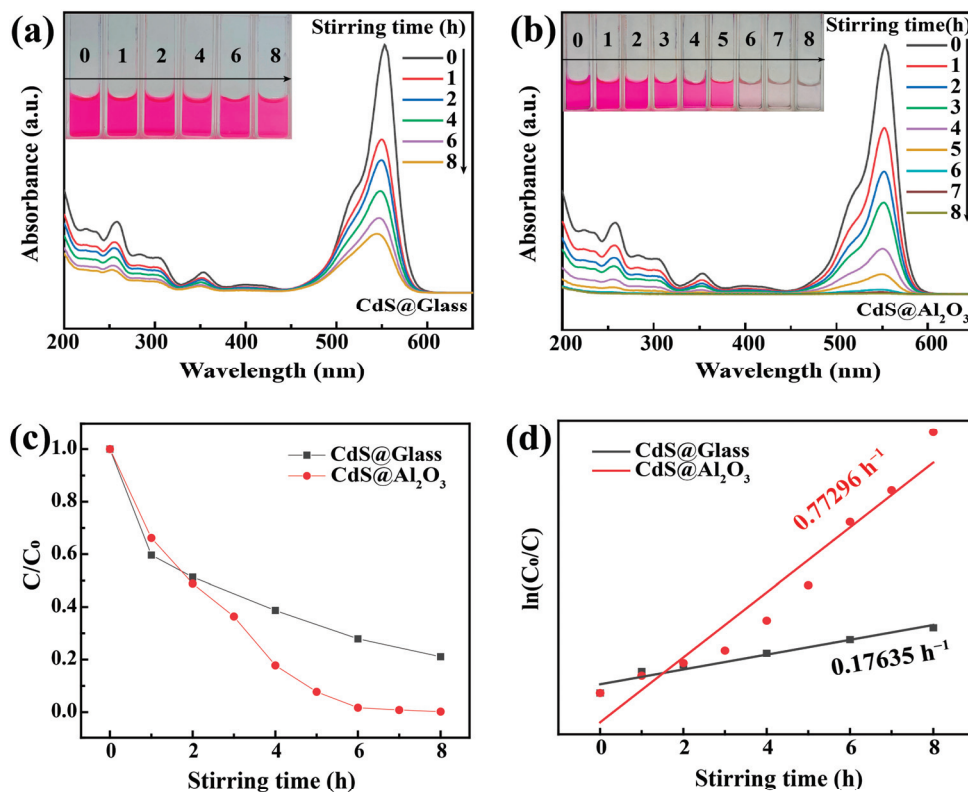 (a)
0 1 2 4 6 8
Stirring time (h)
0
1
2
4
6
8
Absorbance (a.u.)
CdS@Glass
200 300 400 500 600
Wavelength (nm)
(b)
0 1 2 3 4 5 6 7 8
Stirring time(h)
0
1
2
3
4
5
6
7
8
Absorbance (a.u.)
CdS@Al₂O₃
200 300 400 500 600
Wavelength (nm)
(c)
CdS@Glass
CdS@Al₂O₃
1.0
0.8
0.6
0.4
0.2
0.0
C/C₀
0 2 4 6 8
Stirring time (h)
(d)
CdS@Glass
CdS@Al₂O₃
0.77296 h⁻¹
0.17635 h⁻¹
ln(C₀/C)
0 2 4 6 8
Stirring time (h)